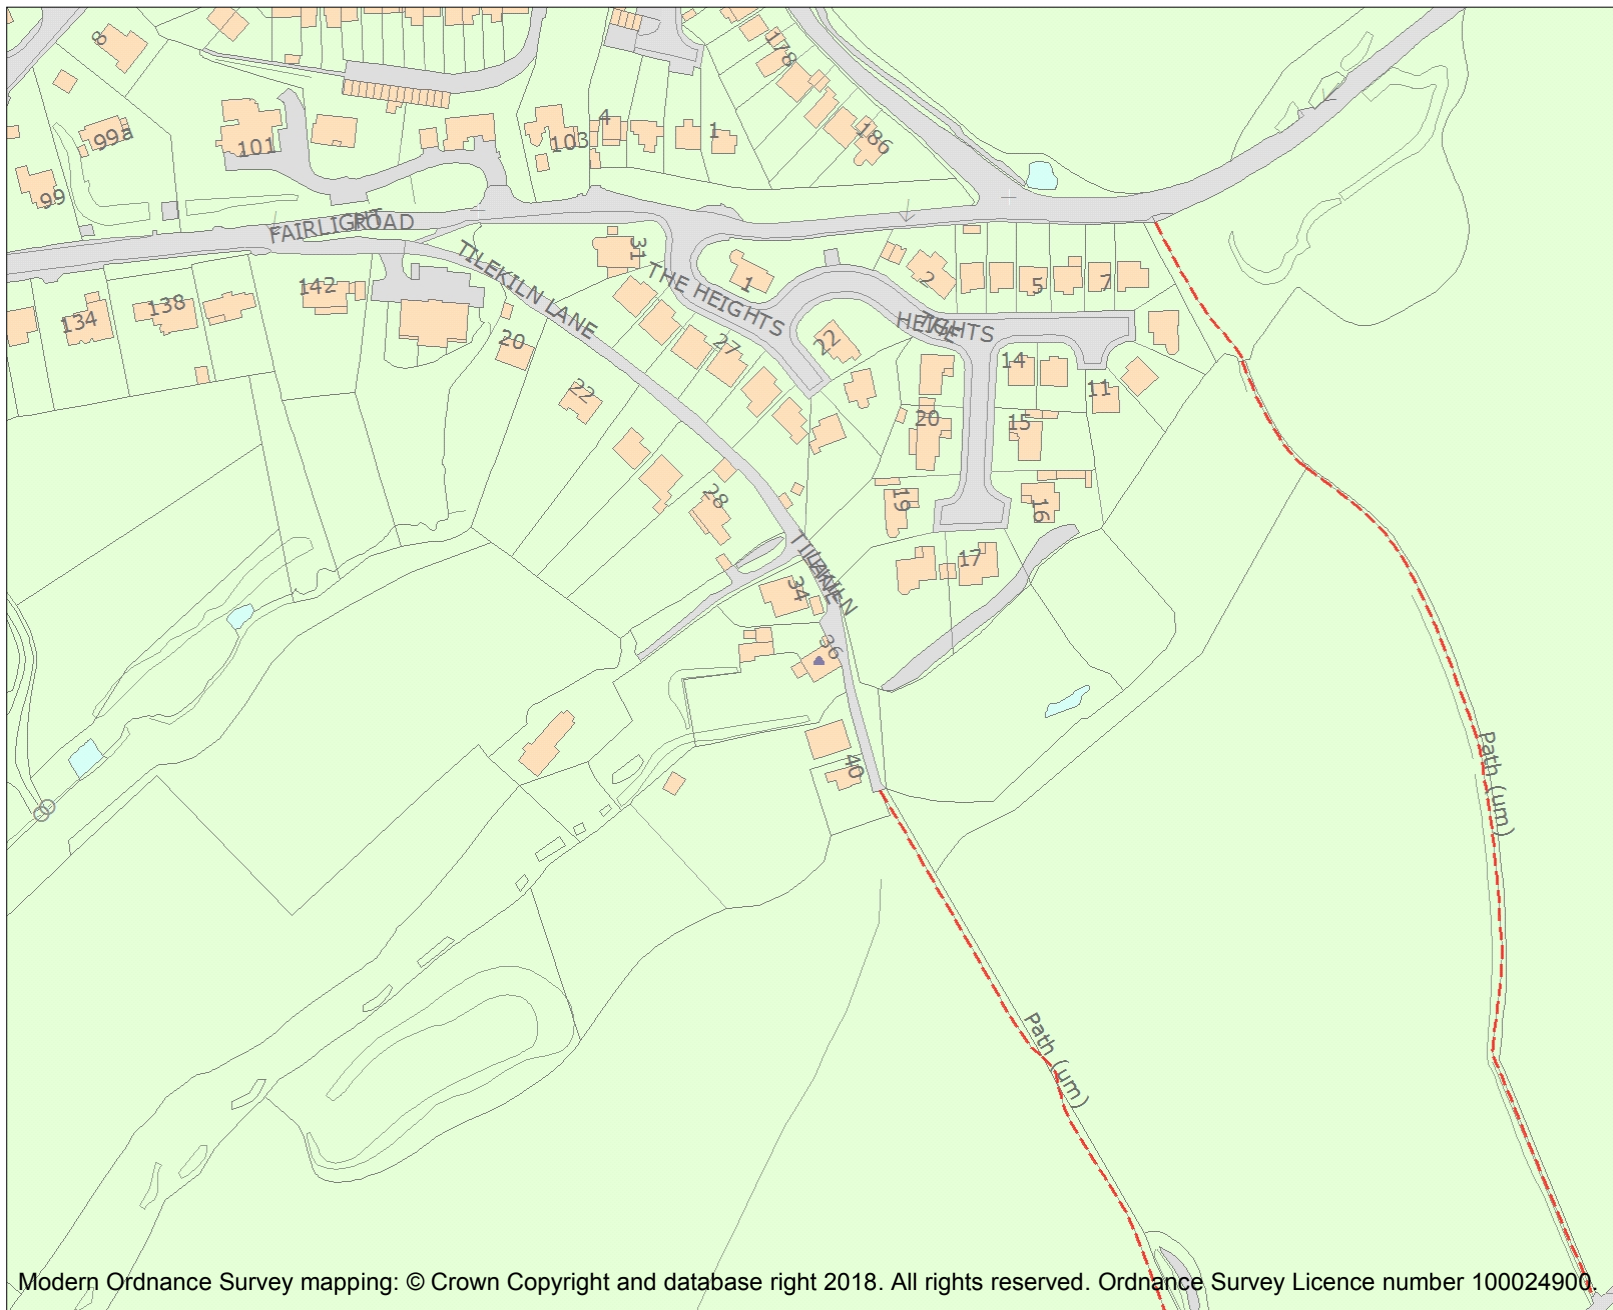 8
178
99a
101
103
4
1
186
99
FAIRLIGHT
ROAD
TILEKILN LANE
31
THE HEIGHTS
1
2
5
7
134
138
142
20
22
27
22
THE
HEIGHTS
14
11
20
15
28
19
16
17
TILEKILN
LANE
34
36
40
Path (um)
Path (um)
Modern Ordnance Survey mapping: © Crown Copyright and database right 2018. All rights reserved. Ordnance Survey Licence number 100024900.